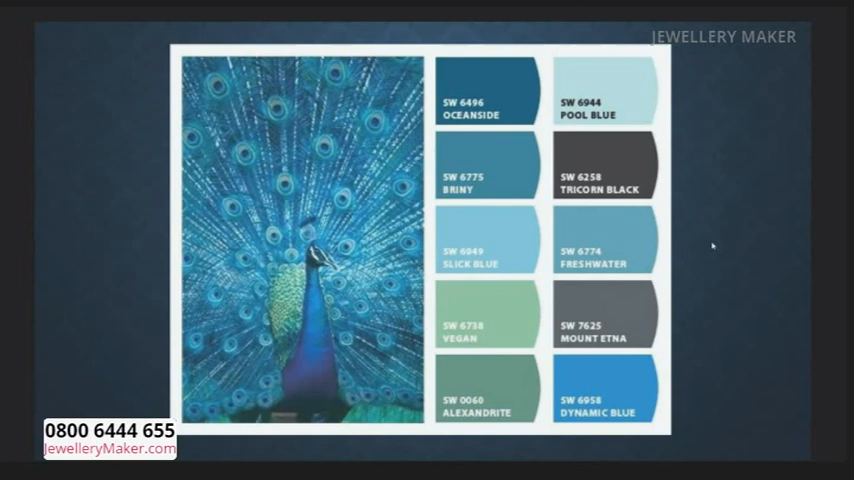 JEWELLERY MAKER
SW 6496
OCEANSIDE
SW 6944
POOL BLUE
SW 6775
BRINY
SW 6258
TRICORN BLACK
SW 6949
SLICK BLUE
SW 6774
FRESHWATER
SW 6738
VEGAN
SW 7625
MOUNT ETNA
SW 0060
ALEXANDRITE
SW 6958
DYNAMIC BLUE
0800 6444 655
JewelleryMaker.com